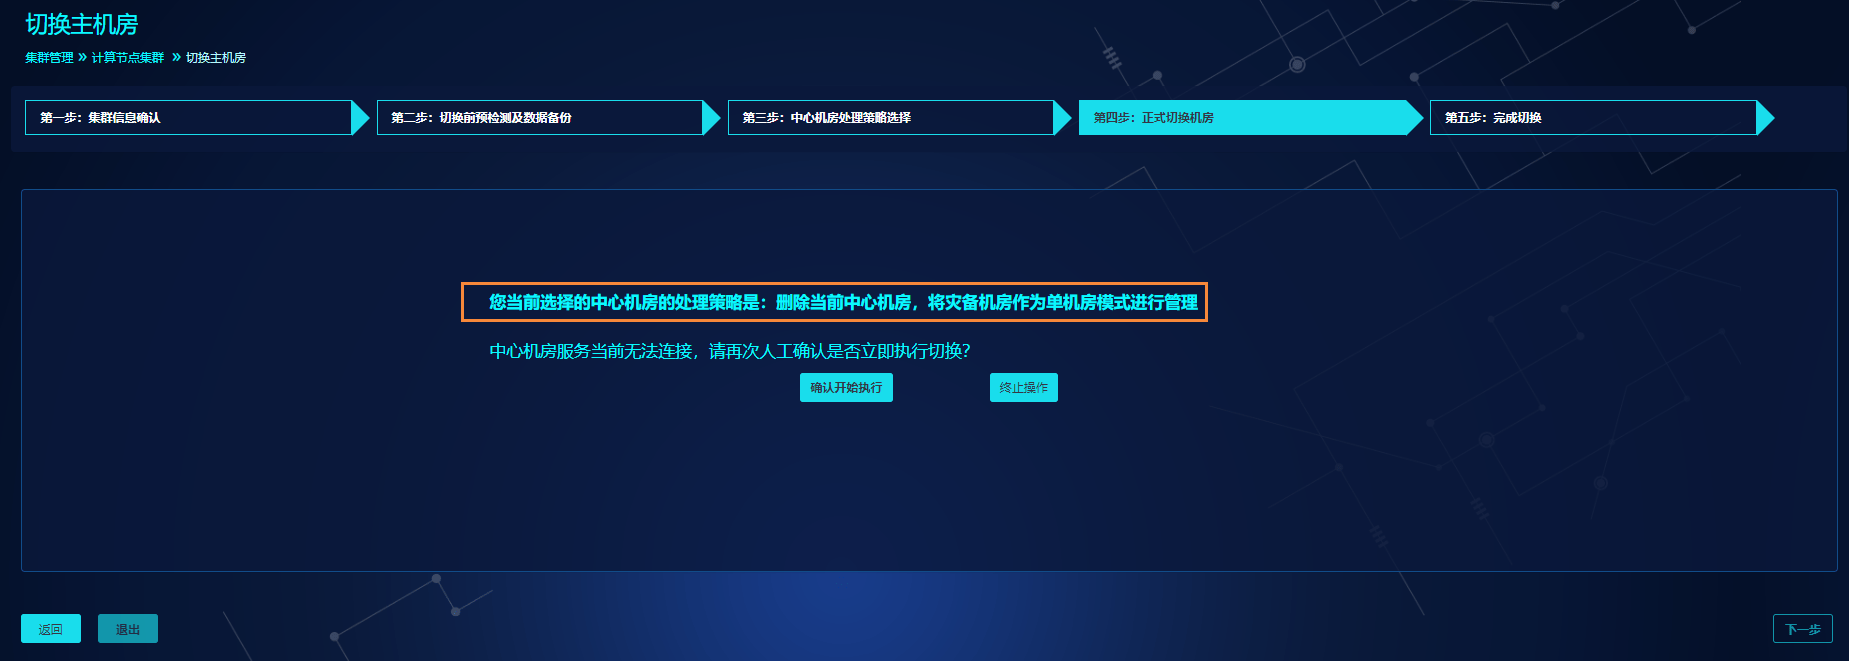 切换主机房
集群管理 » 计算节点集群 » 切换主机房
第一步：集群信息确认
第二步：切换前预检测及数据备份
第三步：中心机房处理策略选择
第四步：正式切换机房
第五步：完成切换
您当前选择的中心机房的处理策略是：删除当前中心机房，将灾备机房作为单机房模式进行管理
中心机房服务当前无法连接，请再次人工确认是否立即执行切换？
确认开始执行
终止操作
返回
退出
下一步